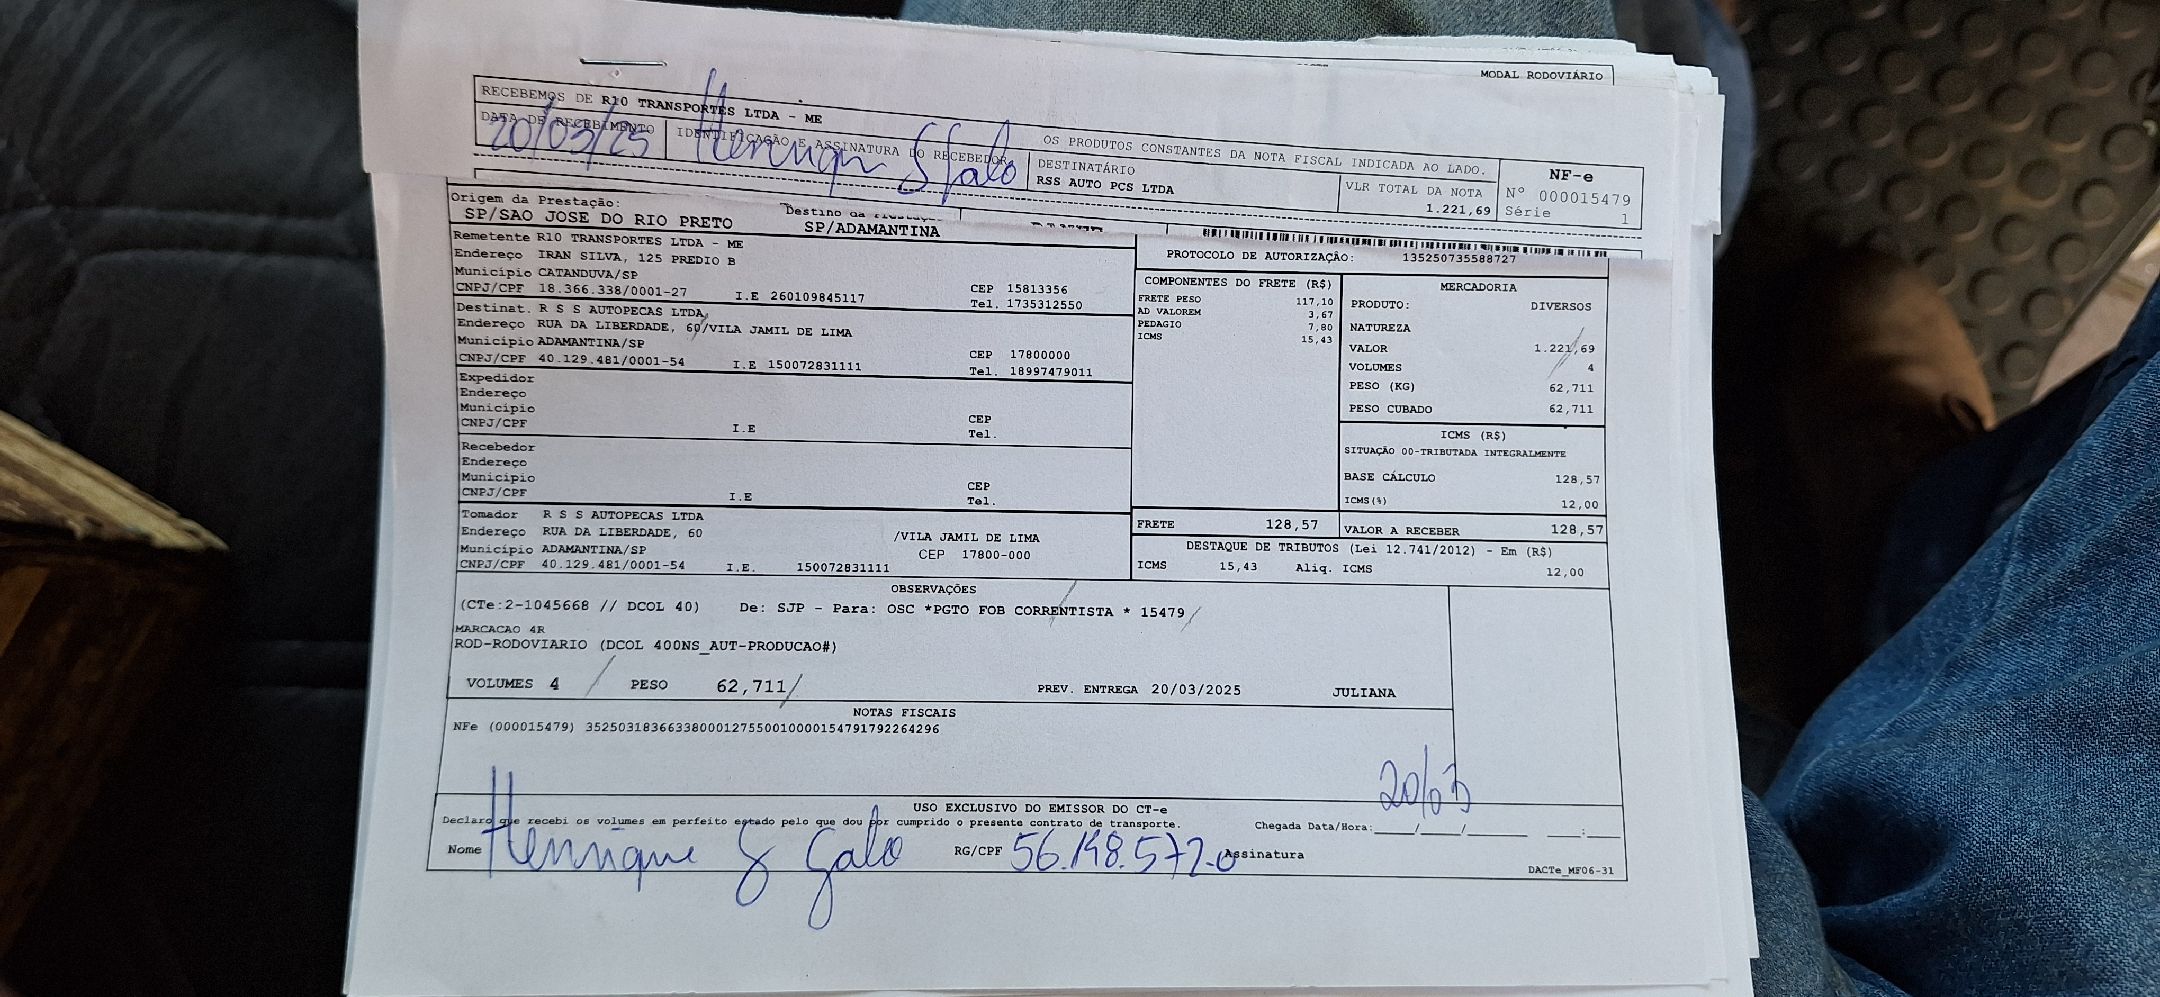 MODAL RODOVIÁRIO
RECEBEMOS DE R10 TRANSPORTES LTDA - ME
OS PRODUTOS CONSTANTES DA NOTA FISCAL INDICADA AO LADO.
DATA DE RECEBIMENTO
20/03/25
IDENTIFICAÇÃO E ASSINATURA DO RECEBEDOR
Henrique S Galo
DESTINATÁRIO
RSS AUTO PCS LTDA
VLR TOTAL DA NOTA
1.221,69
NF-e
Nº 000015479
Série 1
Origem da Prestação:
SP/SAO JOSE DO RIO PRETO
Destino da
SP/ADAMANTINA
Remetente R10 TRANSPORTES LTDA - ME
Endereço IRAN SILVA, 125 PREDIO B
Município CATANDUVA/SP CEP 15813356
CNPJ/CPF 18.366.338/0001-27 I.E 260109845117 Tel. 1735312550
Destinat. R S S AUTOPECAS LTDA
Endereço RUA DA LIBERDADE, 60/VILA JAMIL DE LIMA
Município ADAMANTINA/SP CEP 17800000
CNPJ/CPF 40.129.481/0001-54 I.E 150072831111 Tel. 18997479011
Expedidor
Endereço
Município CEP
CNPJ/CPF I.E Tel.
Recebedor
Endereço
Município CEP
CNPJ/CPF I.E Tel.
Tomador R S S AUTOPECAS LTDA
Endereço RUA DA LIBERDADE, 60 /VILA JAMIL DE LIMA
Município ADAMANTINA/SP CEP 17800-000
CNPJ/CPF 40.129.481/0001-54 I.E. 150072831111
PROTOCOLO DE AUTORIZAÇÃO: 135250735588727
COMPONENTES DO FRETE (R$)
FRETE PESO 117,10
AD VALOREM 3,67
PEDAGIO 7,80
ICMS 15,43
MERCADORIA
PRODUTO: DIVERSOS
NATUREZA
VALOR 1.221,69
VOLUMES 4
PESO (KG) 62,711
PESO CUBADO 62,711
ICMS (R$)
SITUAÇÃO 00-TRIBUTADA INTEGRALMENTE
BASE CÁLCULO 128,57
ICMS(%) 12,00
FRETE 128,57
VALOR A RECEBER 128,57
DESTAQUE DE TRIBUTOS (Lei 12.741/2012) - Em (R$)
ICMS 15,43 Aliq. ICMS 12,00
OBSERVAÇÕES
(CTe:2-1045668 // DCOL 40) De: SJP - Para: OSC *PGTO FOB CORRENTISTA * 15479
MARCACAO 4R
ROD-RODOVIARIO (DCOL 400NS_AUT-PRODUCAO#)
VOLUMES 4 PESO 62,711 PREV. ENTREGA 20/03/2025 JULIANA
NOTAS FISCAIS
NFe (000015479) 35250318366338000127550010000154791792264296
20/03
USO EXCLUSIVO DO EMISSOR DO CT-e
Declaro que recebi os volumes em perfeito estado pelo que dou por cumprido o presente contrato de transporte.
Chegada Data/Hora:____/____/______ ___:___
Nome Henrique S Galo RG/CPF 56.198.572-0 Assinatura
DACTe_MF06-31